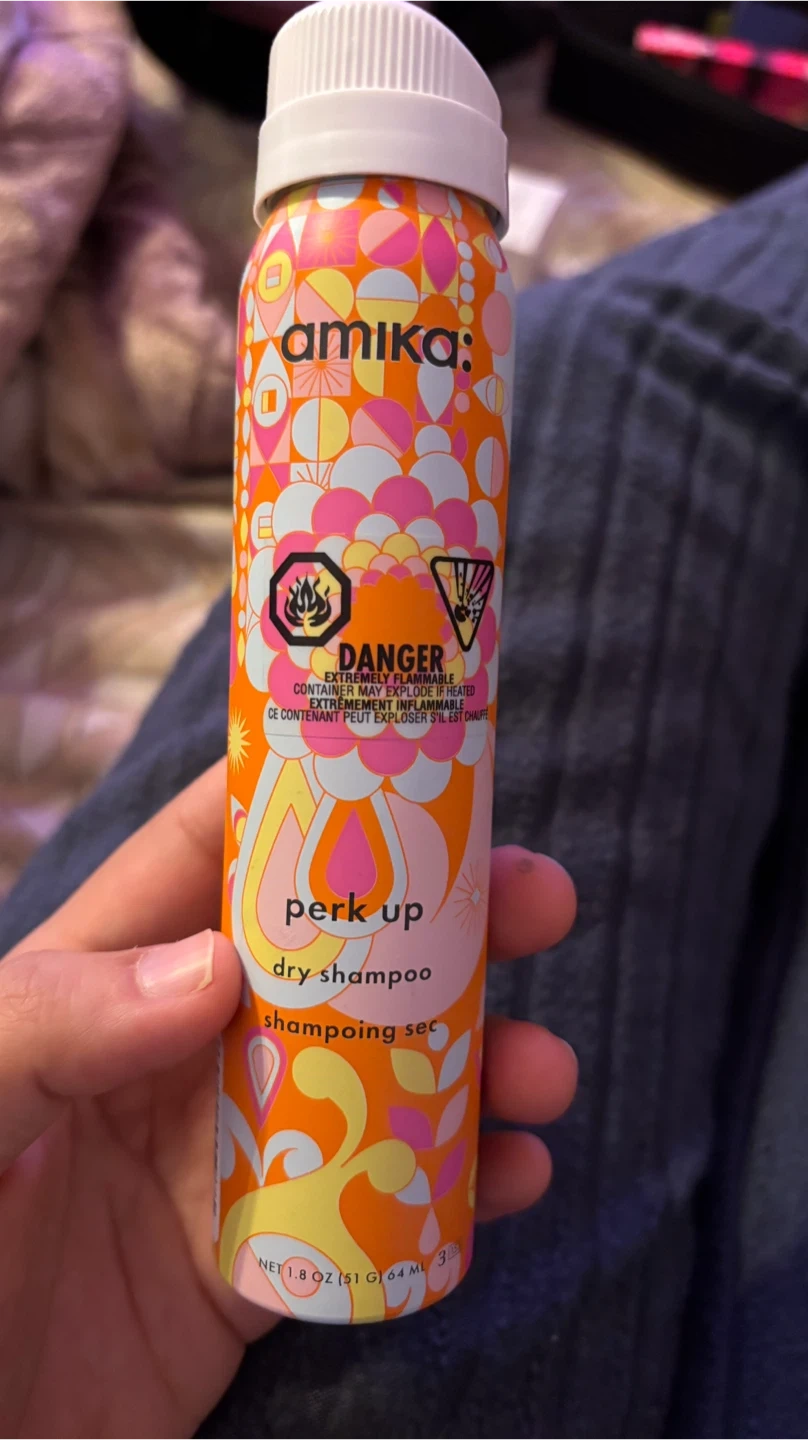 amika:
DANGER
EXTREMELY FLAMMABLE
CONTAINER MAY EXPLODE IF HEATED
EXTRÊMEMENT INFLAMMABLE
CE CONTENANT PEUT EXPLOSER S'IL EST CHAUFFÉ
perk up
dry shampoo
shampoing sec
NET 1.8 OZ (51 G) 64 ML 3